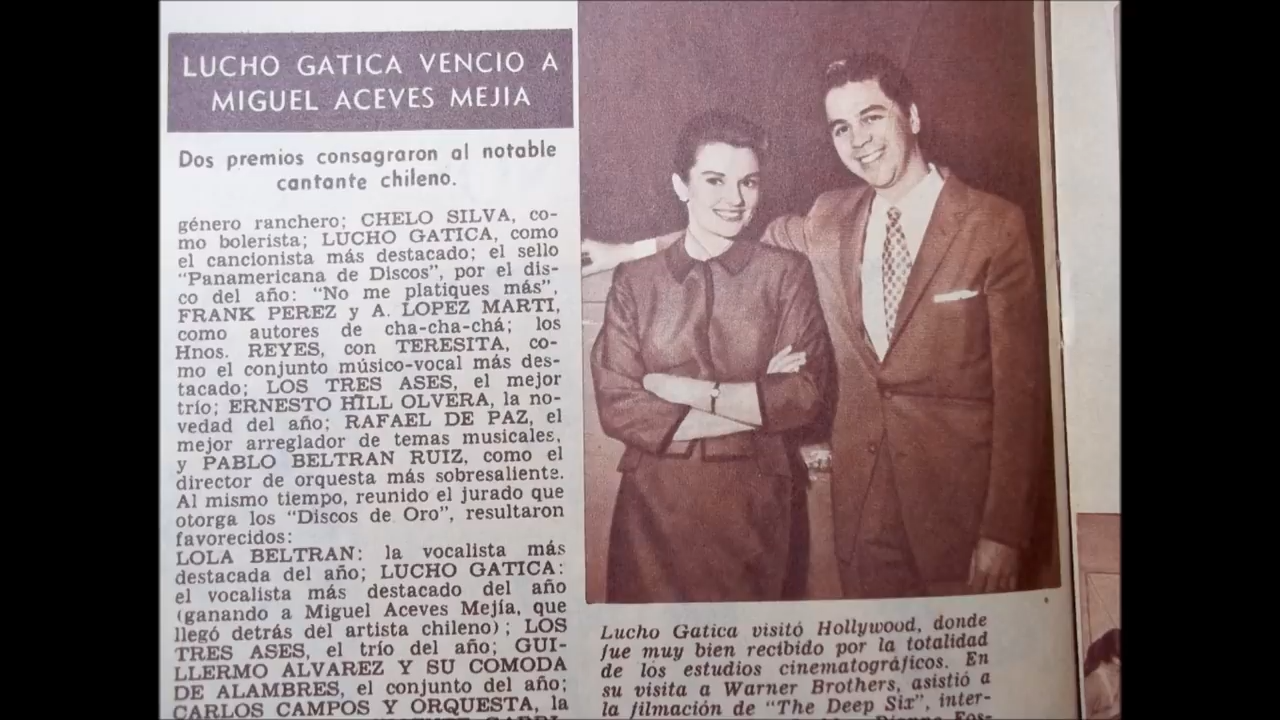 LUCHO GATICA VENCIO A
MIGUEL ACEVES MEJIA
Dos premios consagraron al notable
cantante chileno.
género ranchero; CHELO SILVA, co-
mo bolerista; LUCHO GATICA, como
el cancionista más destacado; el sello
"Panamericana de Discos", por el dis-
co del año: "No me platiques más",
FRANK PEREZ y A. LOPEZ MARTI,
como autores de cha-cha-chá; los
Hnos. REYES, con TERESITA, co-
mo el conjunto músico-vocal más des-
tacado; LOS TRES ASES, el mejor
trío; ERNESTO HILL OLVERA, la no-
vedad del año; RAFAEL DE PAZ, el
mejor arreglador de temas musicales,
y PABLO BELTRAN RUIZ, como el
director de orquesta más sobresaliente.
Al mismo tiempo, reunido el jurado que
otorga los "Discos de Oro", resultaron
favorecidos:
LOLA BELTRAN: la vocalista más
destacada del año; LUCHO GATICA:
el vocalista más destacado del año
(ganando a Miguel Aceves Mejía, que
llegó detrás del artista chileno); LOS
TRES ASES, el trío del año; GUI-
LLERMO ALVAREZ Y SU COMODA
DE ALAMBRES, el conjunto del año;
CARLOS CAMPOS Y ORQUESTA, la
Lucho Gatica visitó Hollywood, donde
fue muy bien recibido por la totalidad
de los estudios cinematográficos. En
su visita a Warner Brothers, asistió a
la filmación de "The Deep Six", inter-